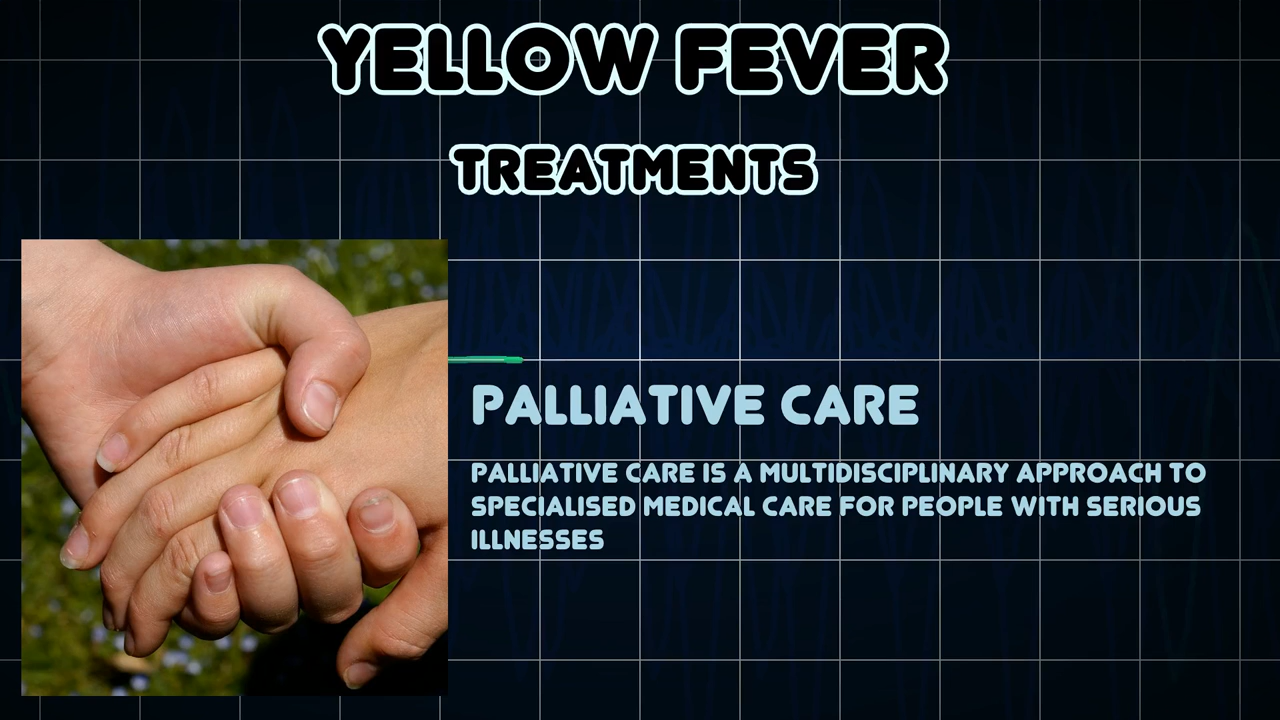 YELLOW FEVER
TREATMENTS
PALLIATIVE CARE
PALLIATIVE CARE IS A MULTIDISCIPLINARY APPROACH TO
SPECIALISED MEDICAL CARE FOR PEOPLE WITH SERIOUS
ILLNESSES